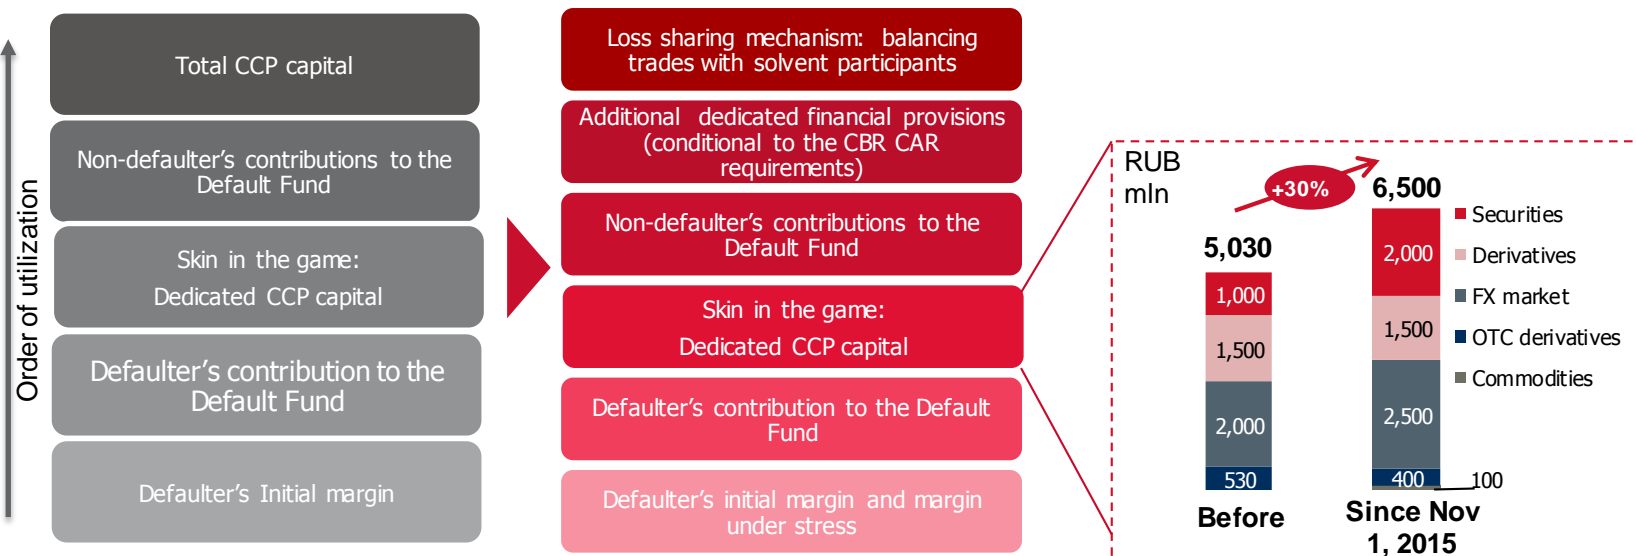 Order of utilization
Total CCP capital
Non-defaulter's contributions to the
Default Fund
Skin in the game:
Dedicated CCP capital
Defaulter's contribution to the
Default Fund
Defaulter's Initial margin
Loss sharing mechanism: balancing
trades with solvent participants
Additional dedicated financial provisions
(conditional to the CBR CAR
requirements)
Non-defaulter's contributions to the
Default Fund
Skin in the game:
Dedicated CCP capital
Defaulter's contribution to the Default
Fund
Defaulter's initial margin and margin
under stress
RUB
mln
+30%
5,030
1,000
1,500
2,000
530
Before
6,500
2,000
1,500
2,500
400
100
Since Nov
1, 2015
Securities
Derivatives
FX market
OTC derivatives
Commodities